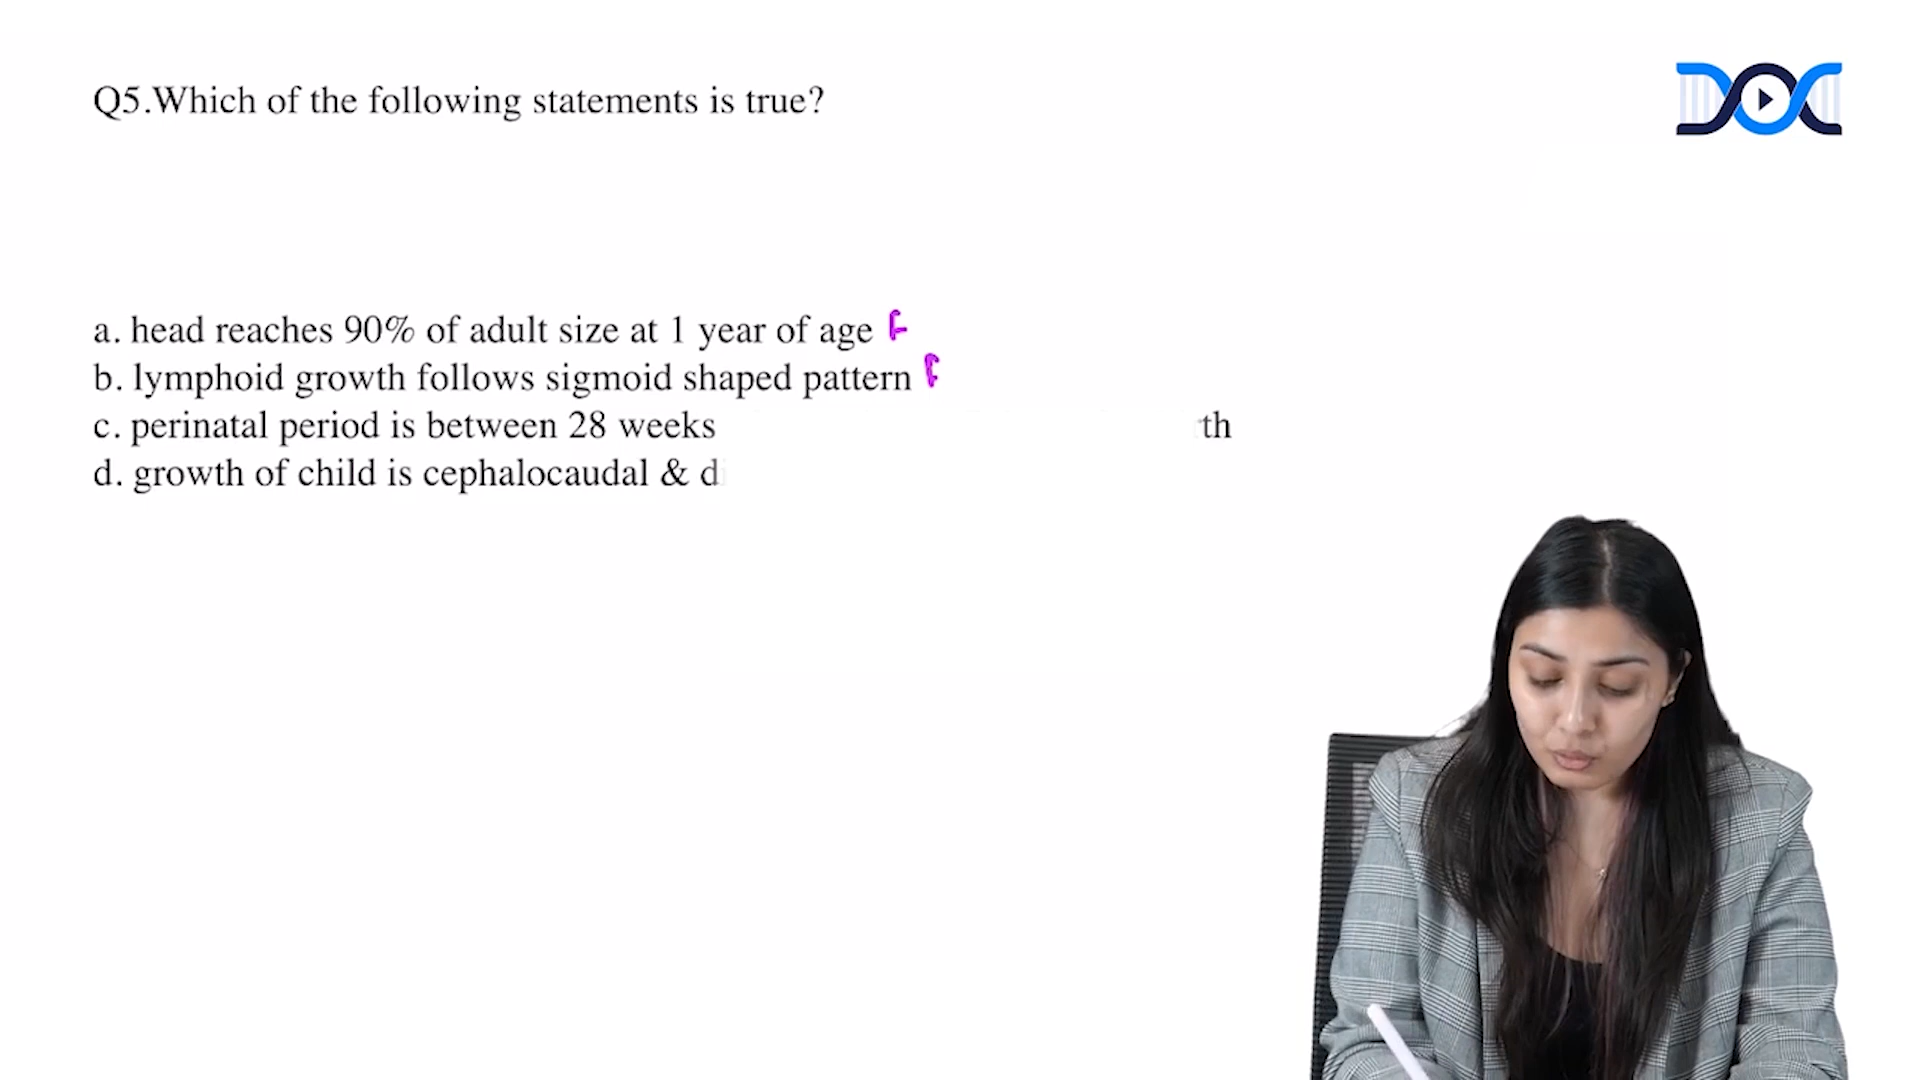 Q5.Which of the following statements is true?
a. head reaches 90% of adult size at 1 year of age F
b. lymphoid growth follows sigmoid shaped pattern F
c. perinatal period is between 28 weeks
d. growth of child is cephalocaudal &